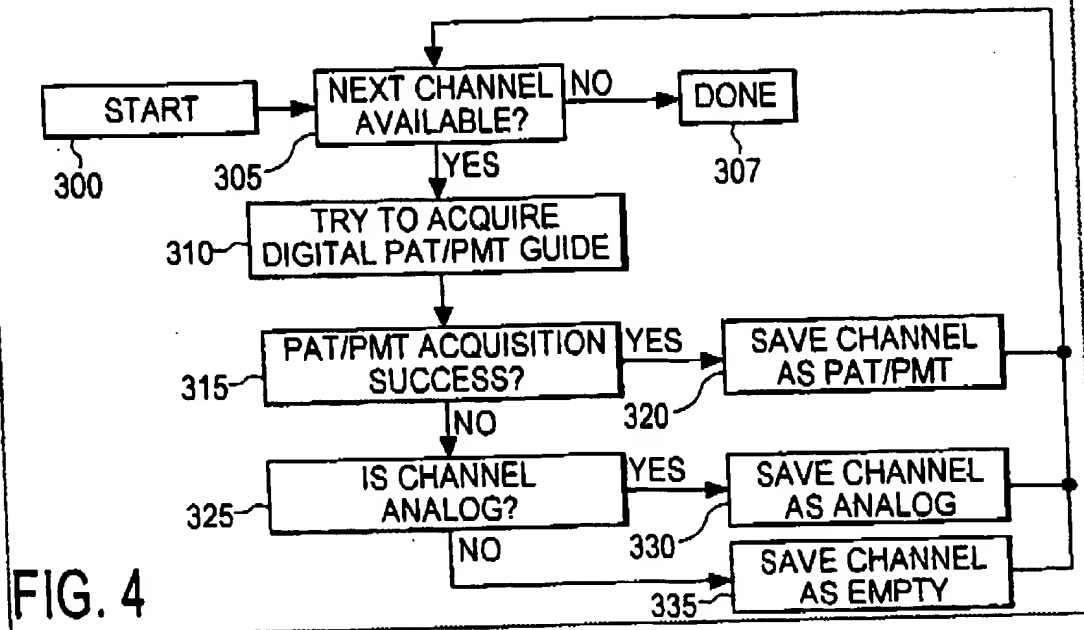 START
300
NEXT CHANNEL
AVAILABLE?
305
NO
DONE
307
YES
TRY TO ACQUIRE
DIGITAL PAT/PMT GUIDE
310
PAT/PMT ACQUISITION
SUCCESS?
315
YES
SAVE CHANNEL
AS PAT/PMT
320
NO
IS CHANNEL
ANALOG?
325
YES
SAVE CHANNEL
AS ANALOG
330
NO
SAVE CHANNEL
AS EMPTY
335
FIG. 4